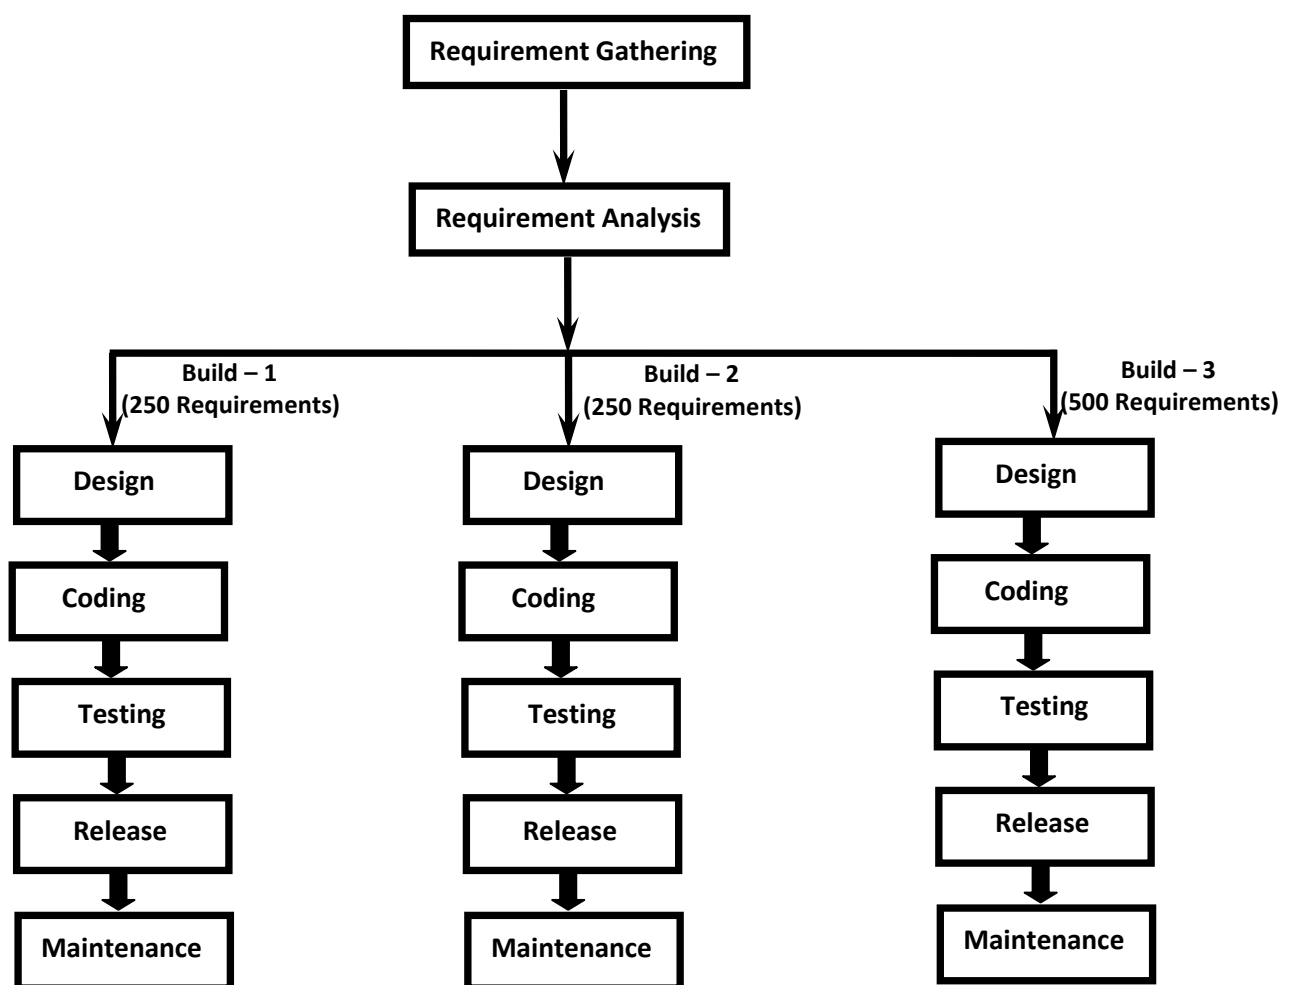 Requirement Gathering
Requirement Analysis
Build – 1
(250 Requirements)
Build – 2
(250 Requirements)
Build – 3
(500 Requirements)
Design
Design
Design
Coding
Coding
Coding
Testing
Testing
Testing
Release
Release
Release
Maintenance
Maintenance
Maintenance